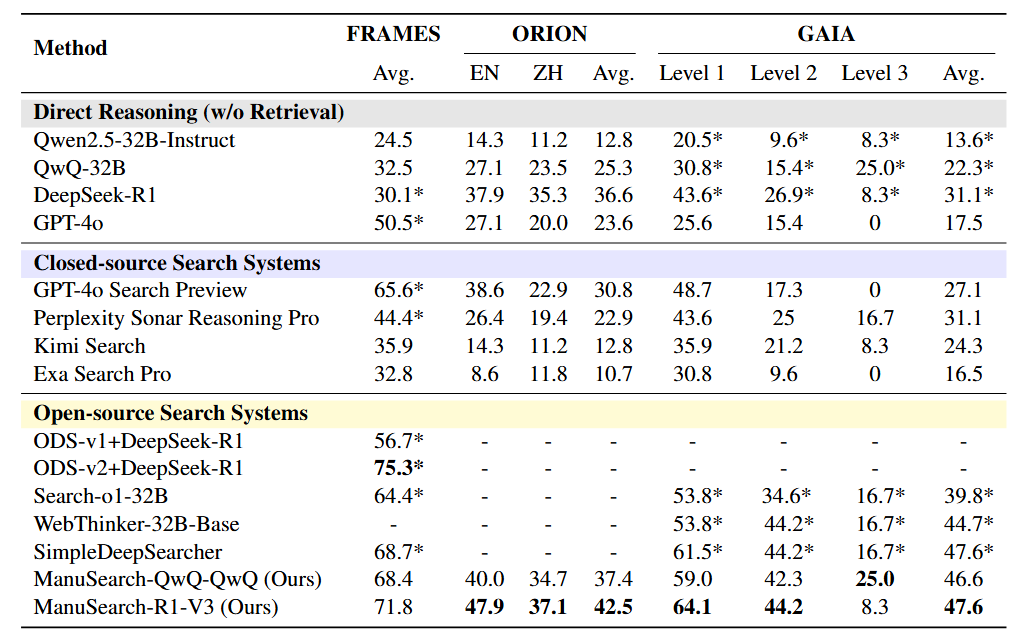 Method FRAMES ORION GAIA
Avg. EN ZH Avg. Level 1 Level 2 Level 3 Avg.
Direct Reasoning (w/o Retrieval)
Qwen2.5-32B-Instruct 24.5 14.3 11.2 12.8 20.5* 9.6* 8.3* 13.6*
QwQ-32B 32.5 27.1 23.5 25.3 30.8* 15.4* 25.0* 22.3*
DeepSeek-R1 30.1* 37.9 35.3 36.6 43.6* 26.9* 8.3* 31.1*
GPT-4o 50.5* 27.1 20.0 23.6 25.6 15.4 0 17.5
Closed-source Search Systems
GPT-4o Search Preview 65.6* 38.6 22.9 30.8 48.7 17.3 0 27.1
Perplexity Sonar Reasoning Pro 44.4* 26.4 19.4 22.9 43.6 25 16.7 31.1
Kimi Search 35.9 14.3 11.2 12.8 35.9 21.2 8.3 24.3
Exa Search Pro 32.8 8.6 11.8 10.7 30.8 9.6 0 16.5
Open-source Search Systems
ODS-v1+DeepSeek-R1 56.7* - - - - - - -
ODS-v2+DeepSeek-R1 75.3* - - - - - - -
Search-o1-32B 64.4* - - - 53.8* 34.6* 16.7* 39.8*
WebThinker-32B-Base - - - - 53.8* 44.2* 16.7* 44.7*
SimpleDeepSearcher 68.7* - - - 61.5* 44.2* 16.7* 47.6*
ManuSearch-QwQ-QwQ (Ours) 68.4 40.0 34.7 37.4 59.0 42.3 25.0 46.6
ManuSearch-R1-V3 (Ours) 71.8 47.9 37.1 42.5 64.1 44.2 8.3 47.6